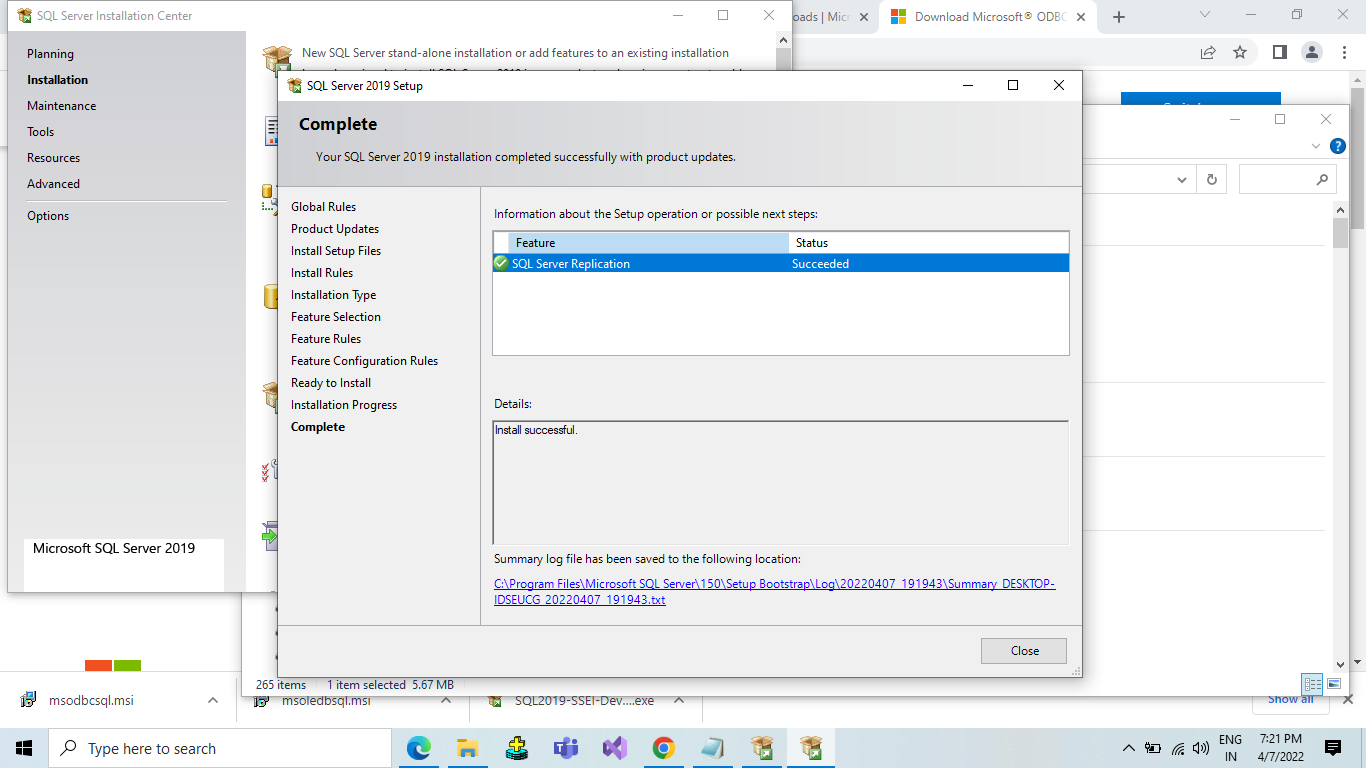 SQL Server Installation Center
oads | Micr
Download Microsoft® ODBC
Planning
Installation
Maintenance
Tools
Resources
Advanced
Options
Microsoft SQL Server 2019
New SQL Server stand-alone installation or add features to an existing installation
SQL Server 2019 Setup
Complete
Your SQL Server 2019 installation completed successfully with product updates.
Global Rules
Product Updates
Install Setup Files
Install Rules
Installation Type
Feature Selection
Feature Rules
Feature Configuration Rules
Ready to Install
Installation Progress
Complete
Information about the Setup operation or possible next steps:
Feature Status
SQL Server Replication Succeeded
Details:
Install successful.
Summary log file has been saved to the following location:
C:\Program Files\Microsoft SQL Server\150\Setup Bootstrap\Log\20220407_191943\Summary_DESKTOP-
IDSEUCG_20220407_191943.txt
Close
265 items 1 item selected 5.67 MB
msodbcsql.msi
msoledbsql.msi
SQL2019-SSEI-Dev....exe
Show all
Type here to search
ENG
IN
7:21 PM
4/7/2022